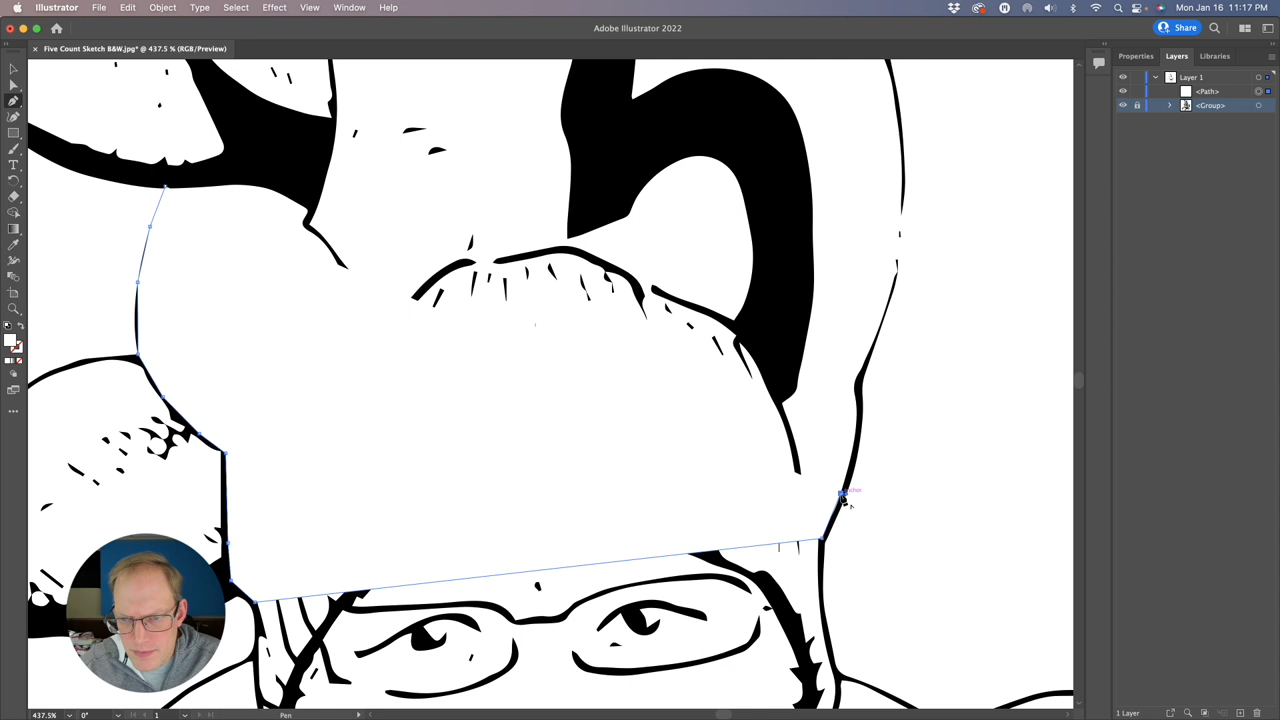 Illustrator File Edit Object Type Select Effect View Window Help Mon Jan 16 11:17 PM
Adobe Illustrator 2022 Share
× Five Count Sketch B&W.jpg* @ 437.5 % (RGB/Preview)
Properties Layers Libraries
Layer 1
<Path>
<Group>
437.5% 0° 1 Pen
1 Layer